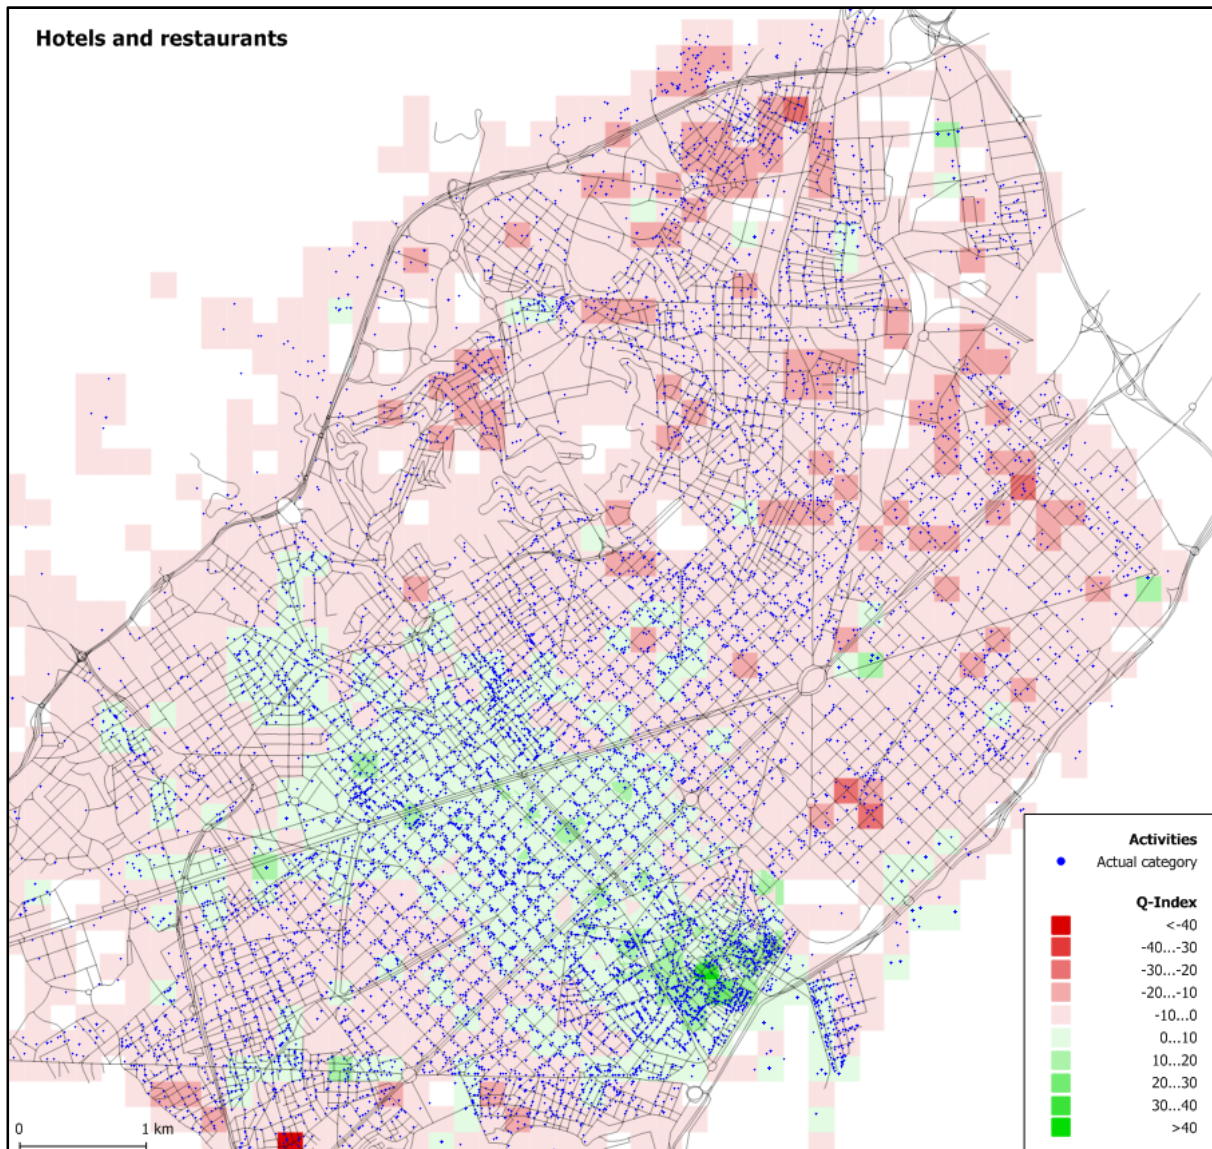 Hotels and restaurants
Activities
Actual category
Q-Index
<-40
-40...-30
-30...-20
-20...-10
-10...0
0...10
10...20
20...30
30...40
>40
0 1 km